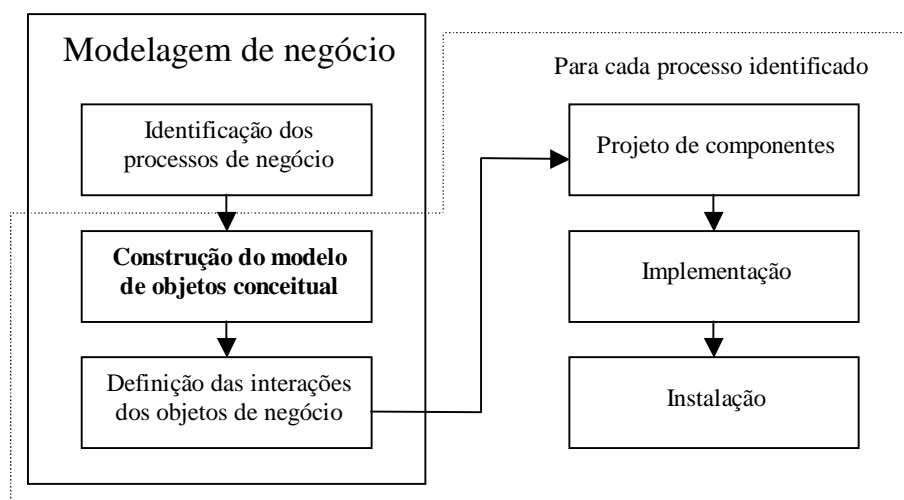 Modelagem de negócio
Identificação dos
processos de negócio
Construção do modelo
de objetos conceitual
Definição das interações
dos objetos de negócio
Para cada processo identificado
Projeto de componentes
Implementação
Instalação